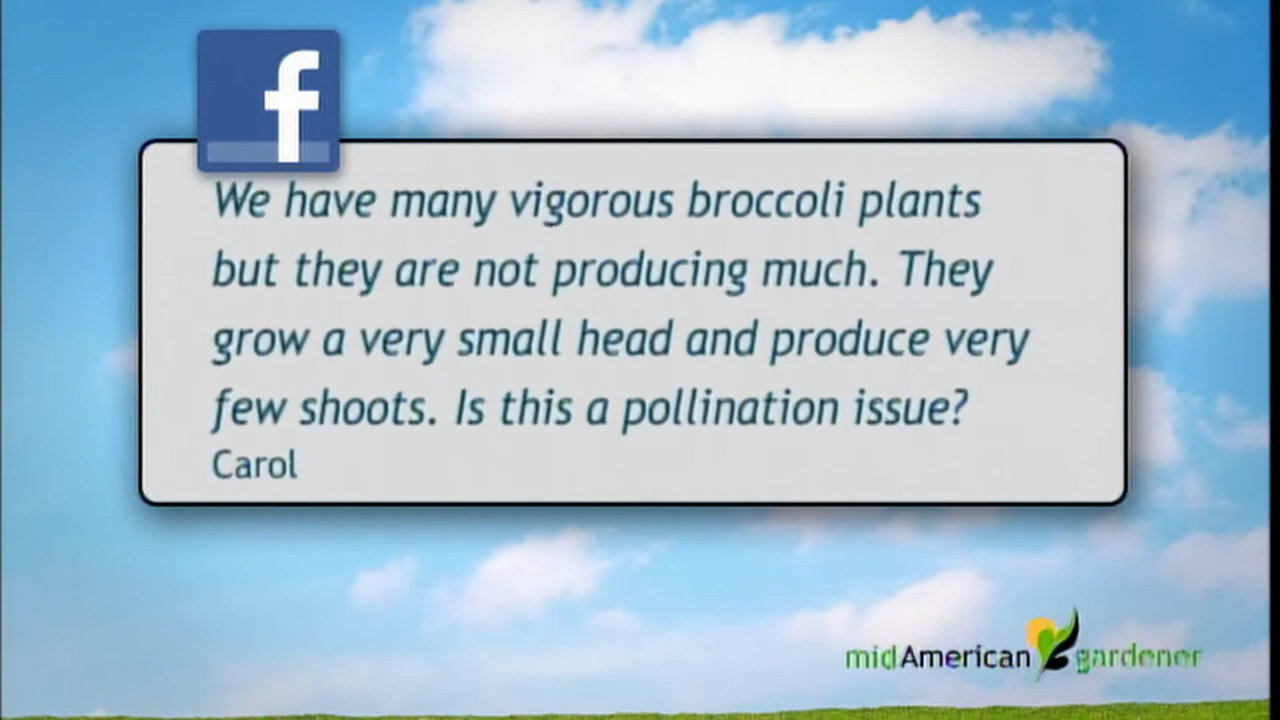 f
We have many vigorous broccoli plants
but they are not producing much. They
grow a very small head and produce very
few shoots. Is this a pollination issue?
Carol
midAmerican gardener